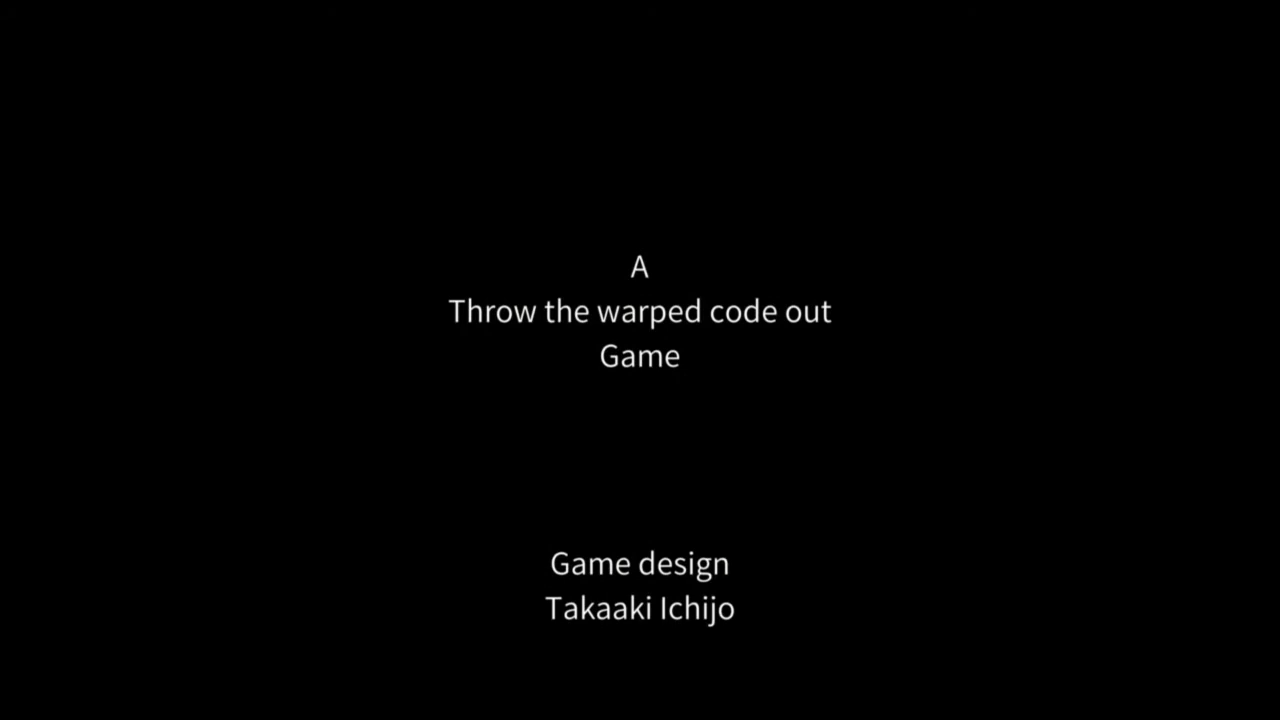 A
Throw the warped code out
Game
Game design
Takaaki Ichijo